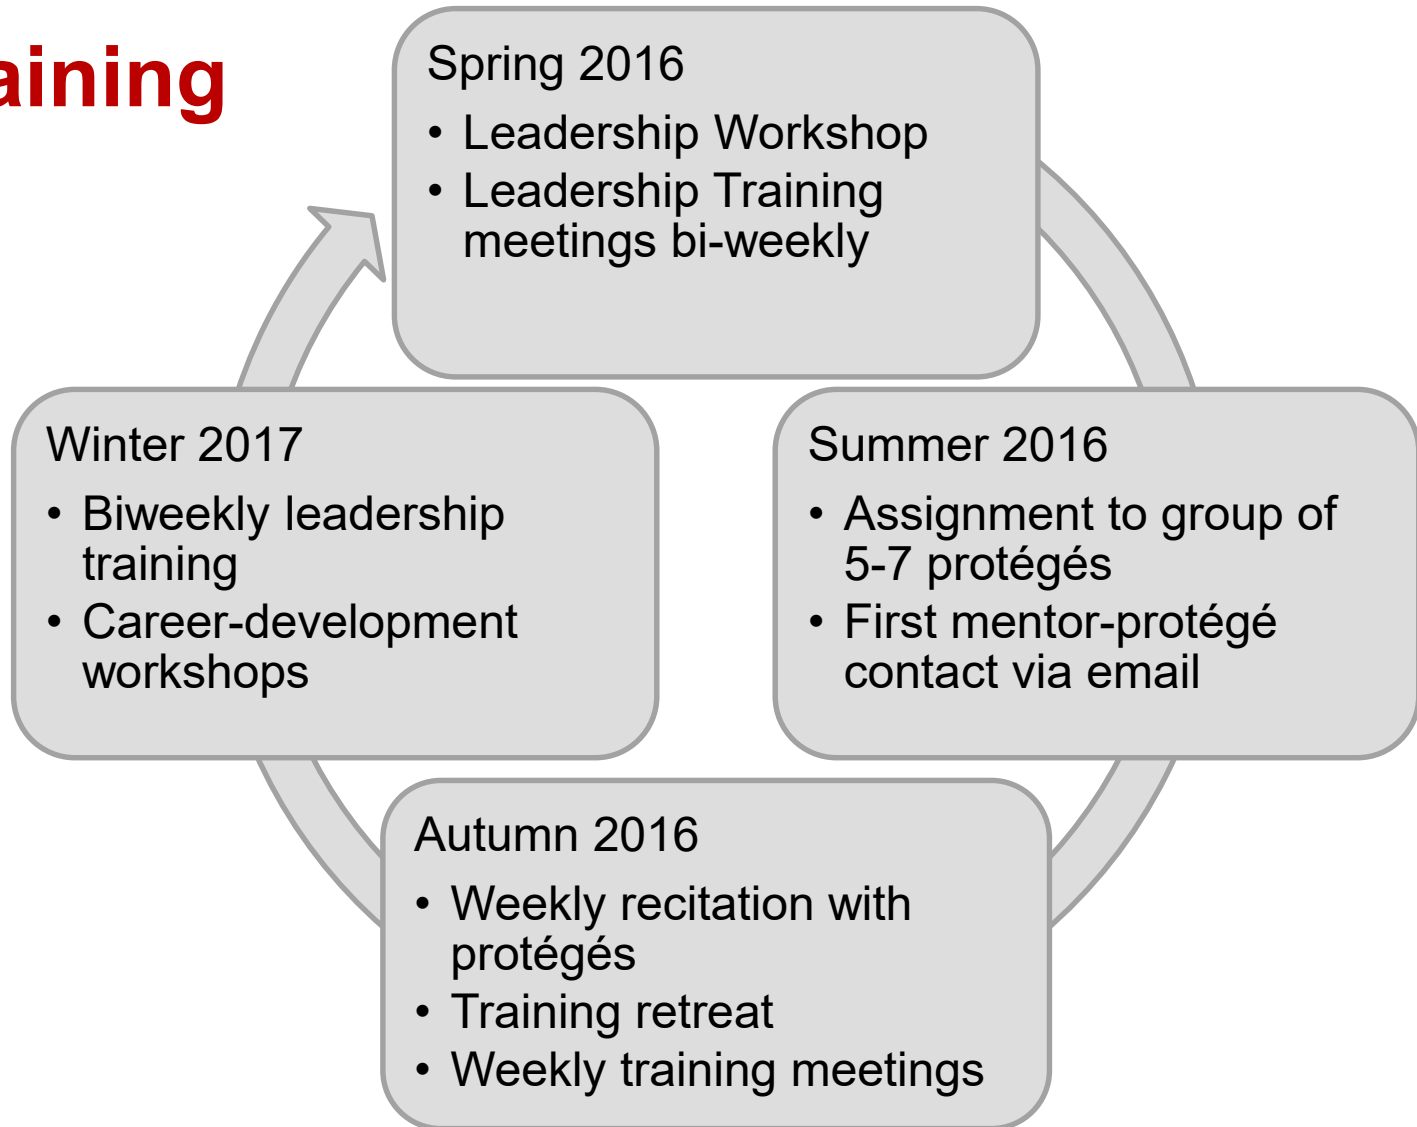 aining
Spring 2016
• Leadership Workshop
• Leadership Training
meetings bi-weekly
Summer 2016
• Assignment to group of
5-7 protégés
• First mentor-protégé
contact via email
Autumn 2016
• Weekly recitation with
protégés
• Training retreat
• Weekly training meetings
Winter 2017
• Biweekly leadership
training
• Career-development
workshops